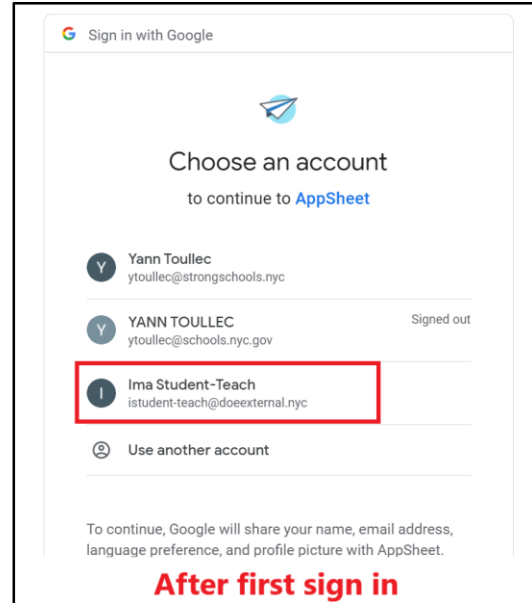 Sign in with Google
Choose an account
to continue to AppSheet
Y
Yann Toullec
ytoullec@strongschools.nyc
Y
YANN TOULLEC
Signed out
ytoullec@schools.nyc.gov
I
Ima Student-Teach
istudent-teach@doeexternal.nyc
Use another account
To continue, Google will share your name, email address,
language preference, and profile picture with AppSheet.
After first sign in